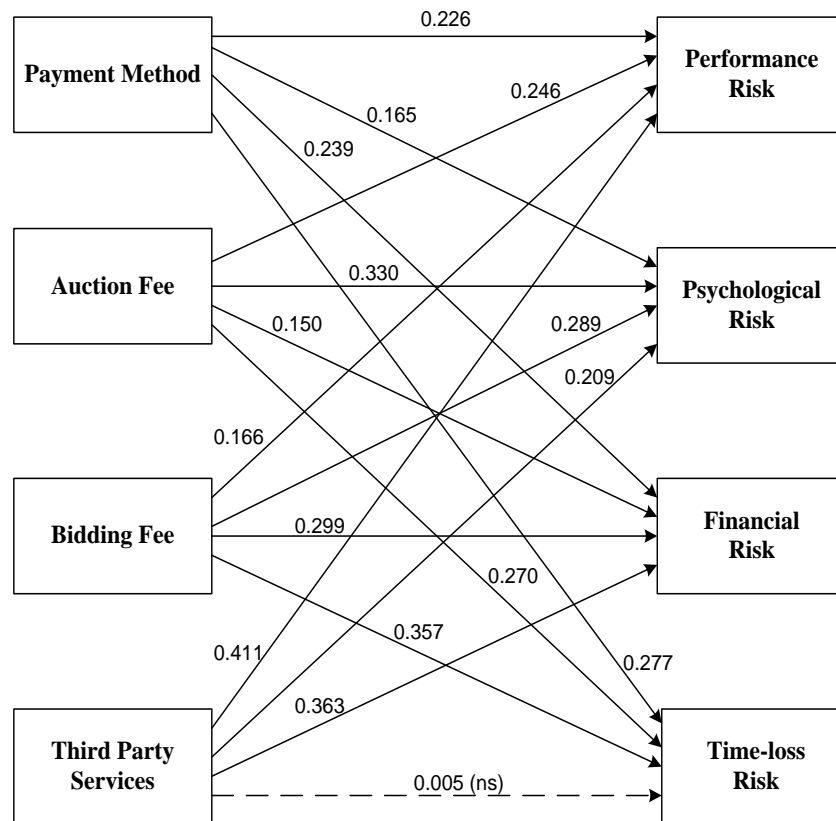 0.226
Payment Method
Performance
Risk
0.246
0.165
0.239
Auction Fee
0.330
Psychological
Risk
0.150
0.289
0.209
0.166
Bidding Fee
0.299
Financial
Risk
0.270
0.357
0.411
0.277
0.363
Third Party
Services
0.005 (ns)
Time-loss
Risk